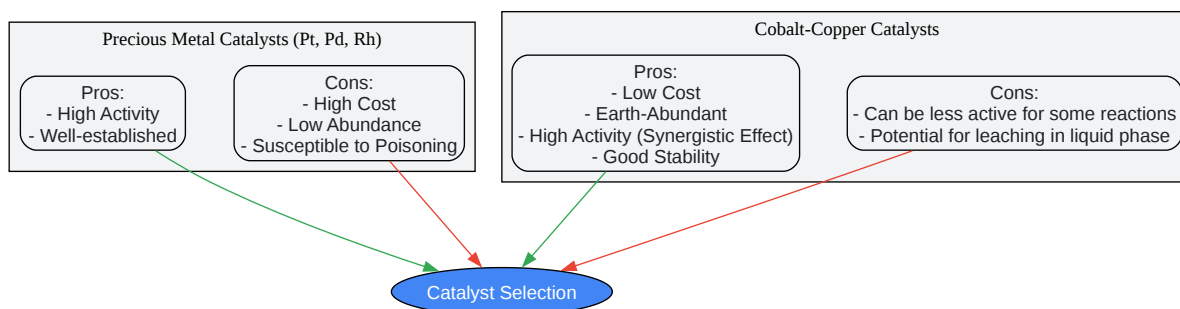 Precious Metal Catalysts (Pt, Pd, Rh)
Pros:
- High Activity
- Well-established
Cons:
- High Cost
- Low Abundance
- Susceptible to Poisoning
Cobalt-Copper Catalysts
Pros:
- Low Cost
- Earth-Abundant
- High Activity (Synergistic Effect)
- Good Stability
Cons:
- Can be less active for some reactions
- Potential for leaching in liquid phase
Catalyst Selection